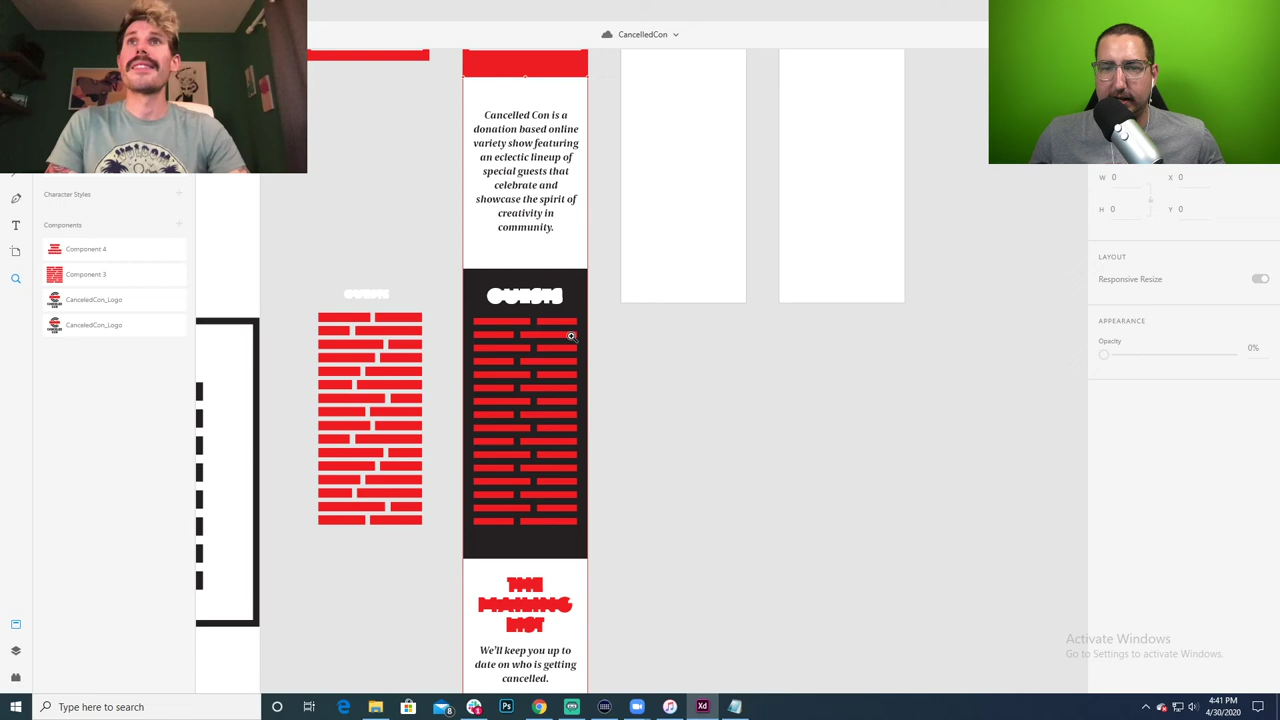 CancelledCon
Cancelled Con is a
donation based online
variety show featuring
an eclectic lineup of
special guests that
celebrate and
showcase the spirit of
creativity in
community.
Character Styles
Components
Component 4
Component 3
CanceledCon_Logo
CanceledCon_Logo
GUESTS
GUESTS
THE
MAILING
LIST
We'll keep you up to
date on who is getting
cancelled.
W 0
X 0
H 0
Y 0
LAYOUT
Responsive Resize
APPEARANCE
Opacity
0%
Activate Windows
Go to Settings to activate Windows.
Type here to search
4:41 PM
4/30/2020